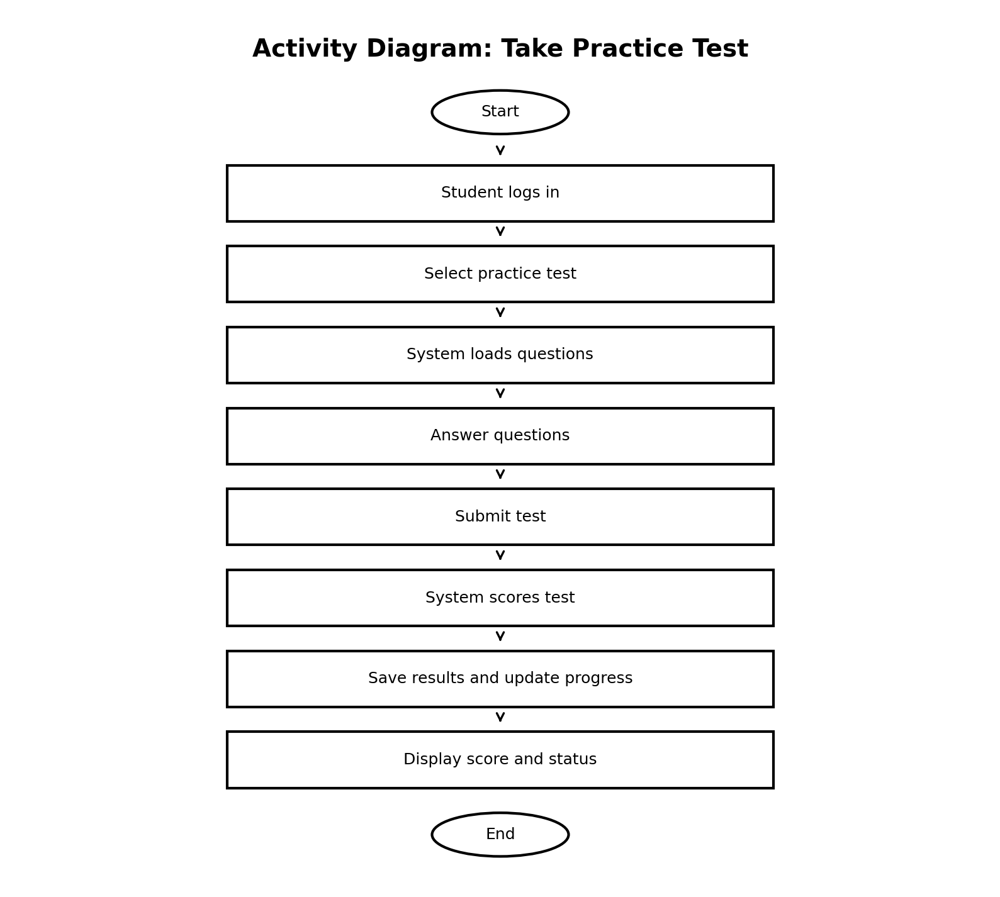 Activity Diagram: Take Practice Test
Start
Student logs in
Select practice test
System loads questions
Answer questions
Submit test
System scores test
Save results and update progress
Display score and status
End